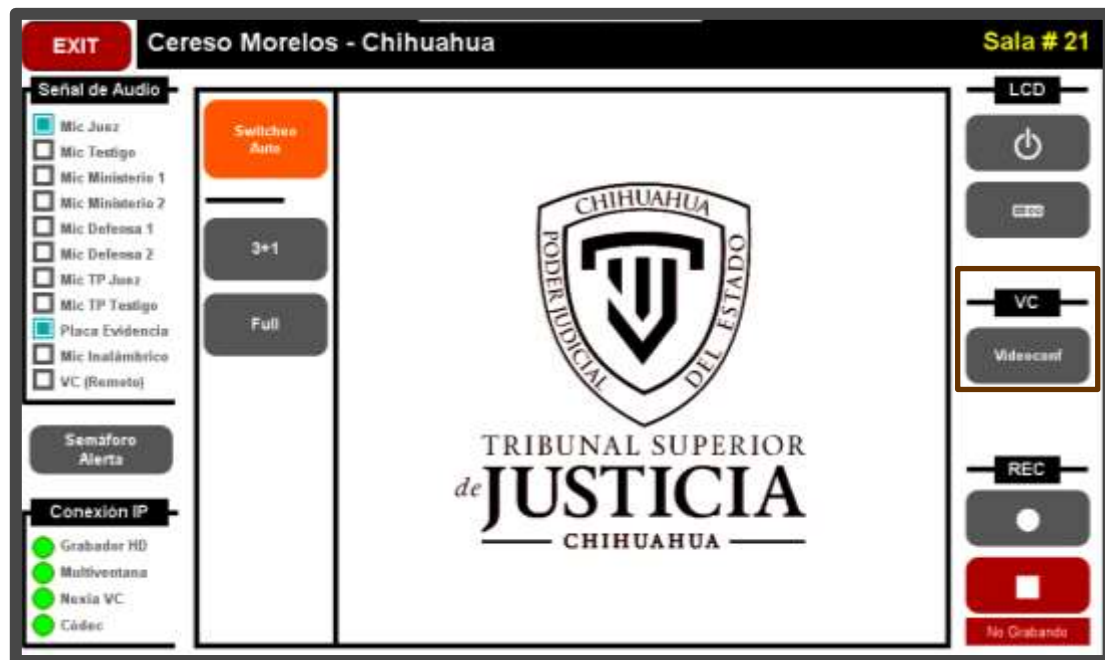 EXIT
Cereso Morelos - Chihuahua
Sala # 21
Señal de Audio
Mic Juez
Mic Testigo
Mic Ministerio 1
Mic Ministerio 2
Mic Defensa 1
Mic Defensa 2
Mic TP Juez
Mic TP Testigo
Placa Evidencia
Mic Inalámbrico
VC (Remoto)
Semáforo
Alerta
Conexión IP
Grabador HD
Multiventana
Nexia VC
Códec
Switcheo
Auto
3+1
Full
CHIHUAHUA
PODER JUDICIAL
DEL ESTADO
TRIBUNAL SUPERIOR
de JUSTICIA
CHIHUAHUA
LCD
VC
Videoconf
REC
No Grabando